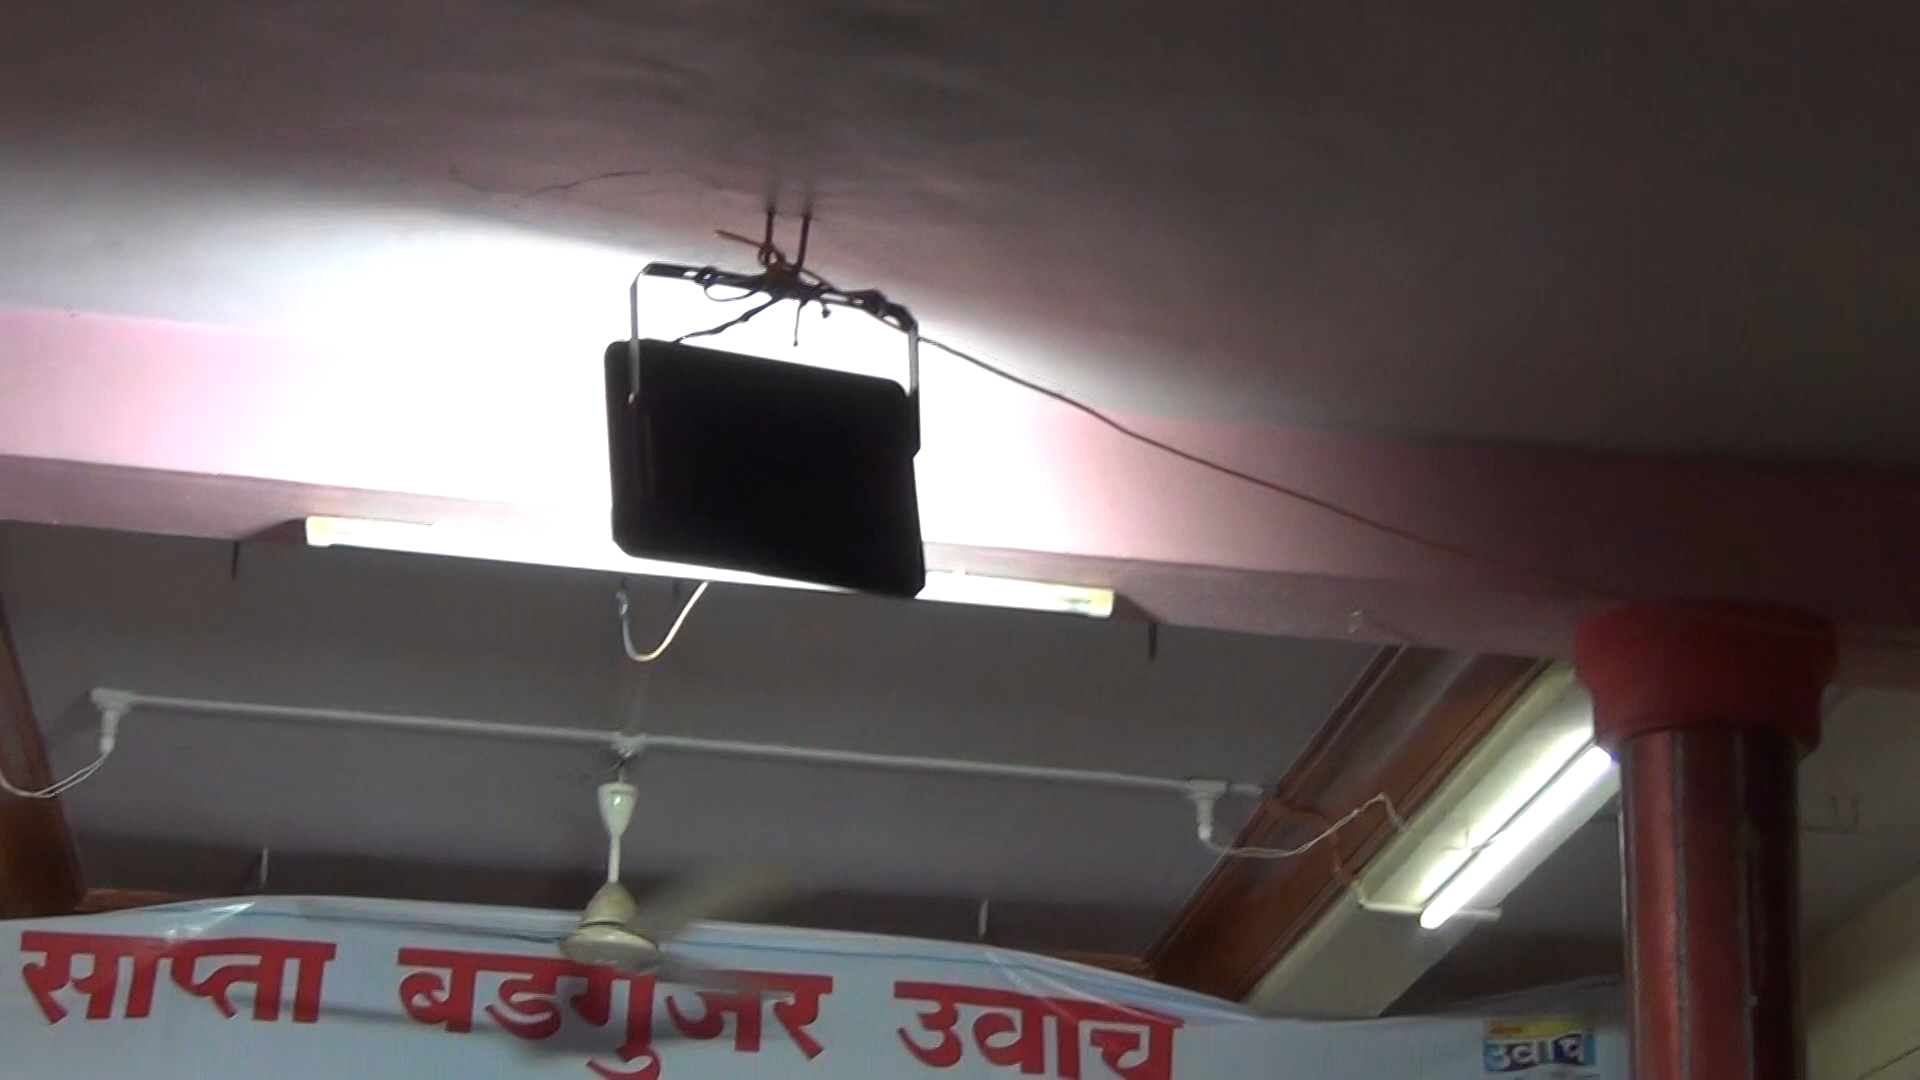 साप्ता बडगुजर उवाच
उवाच